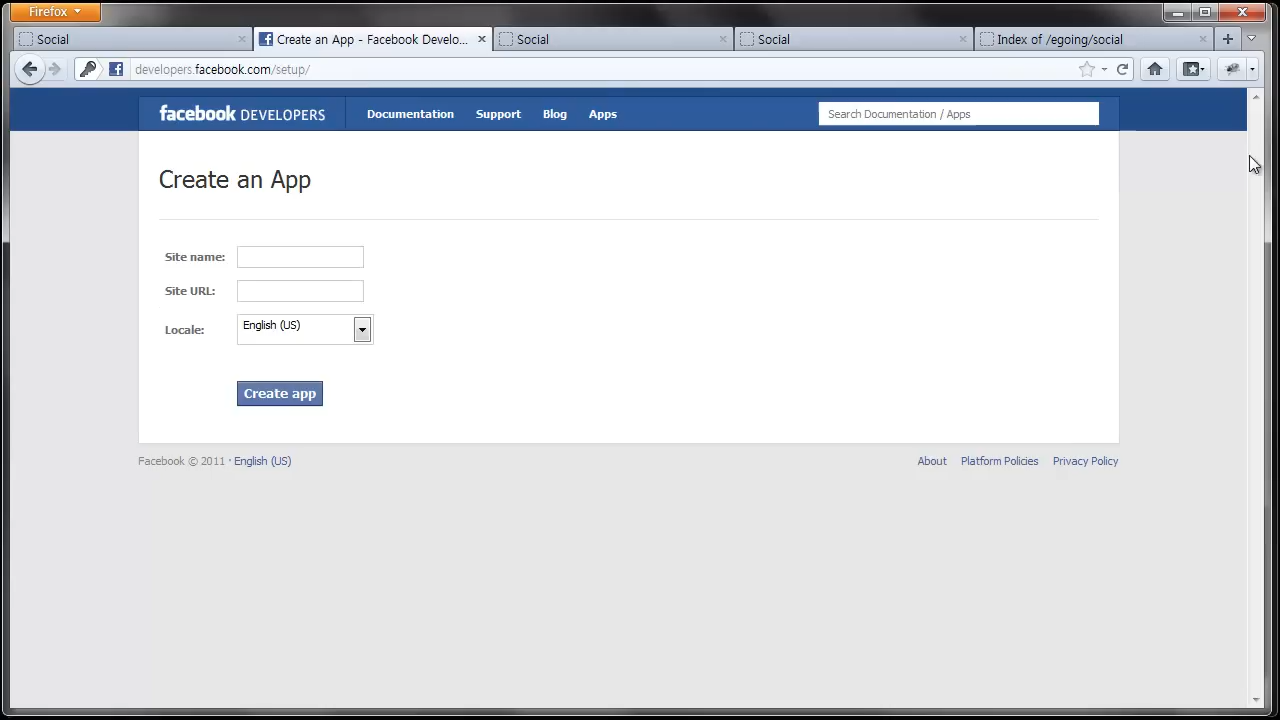 Firefox
Social
Create an App - Facebook Develo...
Social
Social
Index of /egoing/social
developers.facebook.com/setup/
facebook DEVELOPERS
Documentation
Support
Blog
Apps
Search Documentation / Apps
Create an App
Site name:
Site URL:
Locale:
English (US)
Create app
Facebook © 2011 · English (US)
About
Platform Policies
Privacy Policy